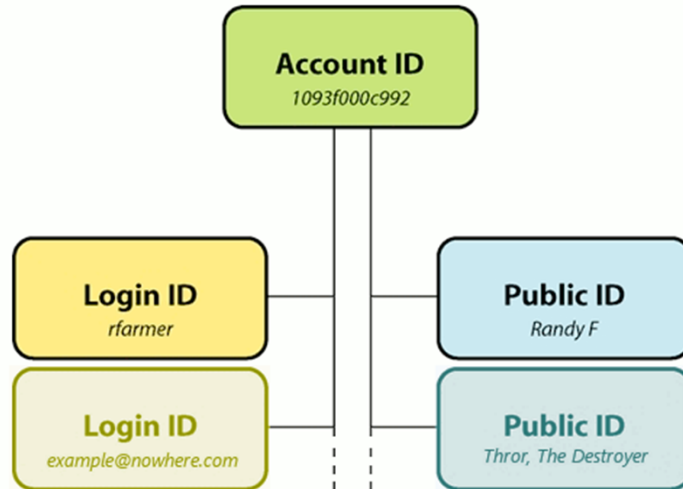 Account ID
1093f000c992
Login ID
rfarmer
Public ID
Randy F
Login ID
example@nowhere.com
Public ID
Thror, The Destroyer